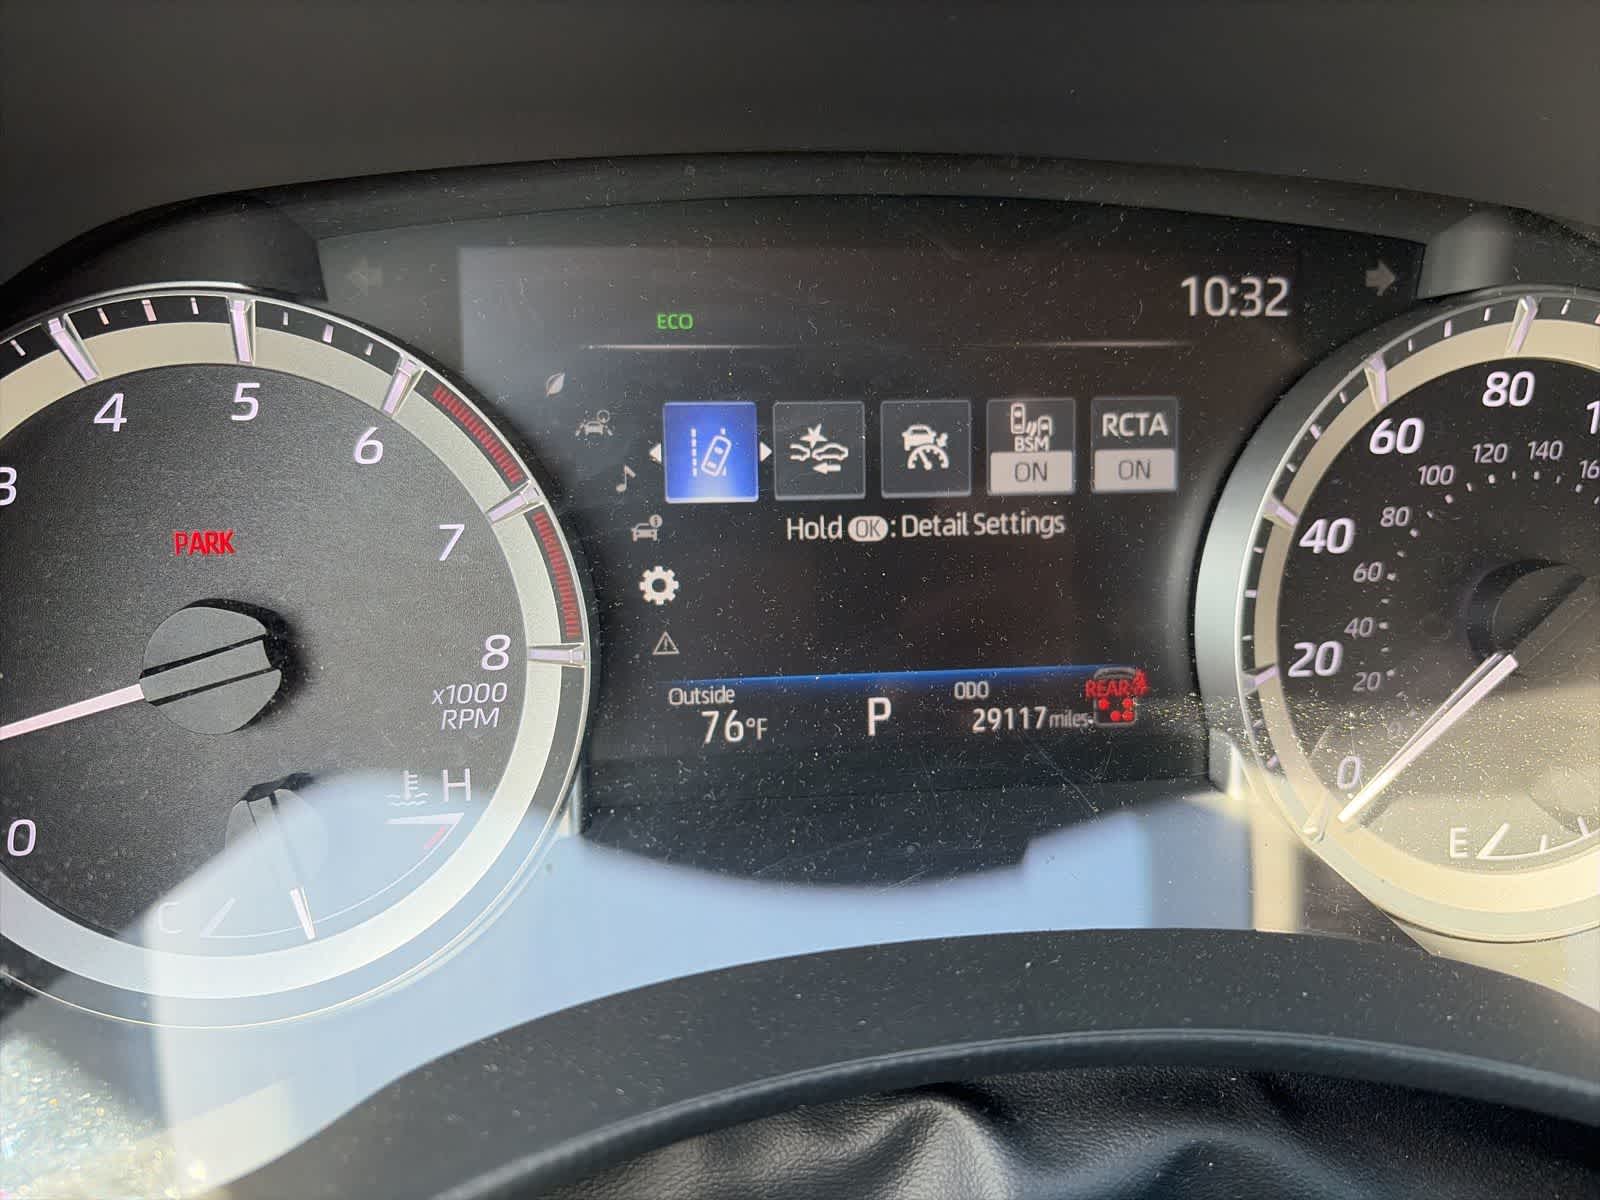 10:32
ECO
BSM
ON
RCTA
ON
Hold OK : Detail Settings
Outside
76°F
P
ODO
29117 miles
REAR
3
4
5
6
7
8
0
x1000
RPM
PARK
H
C
80
60
40
20
0
140
120
100
80
60
40
20
E